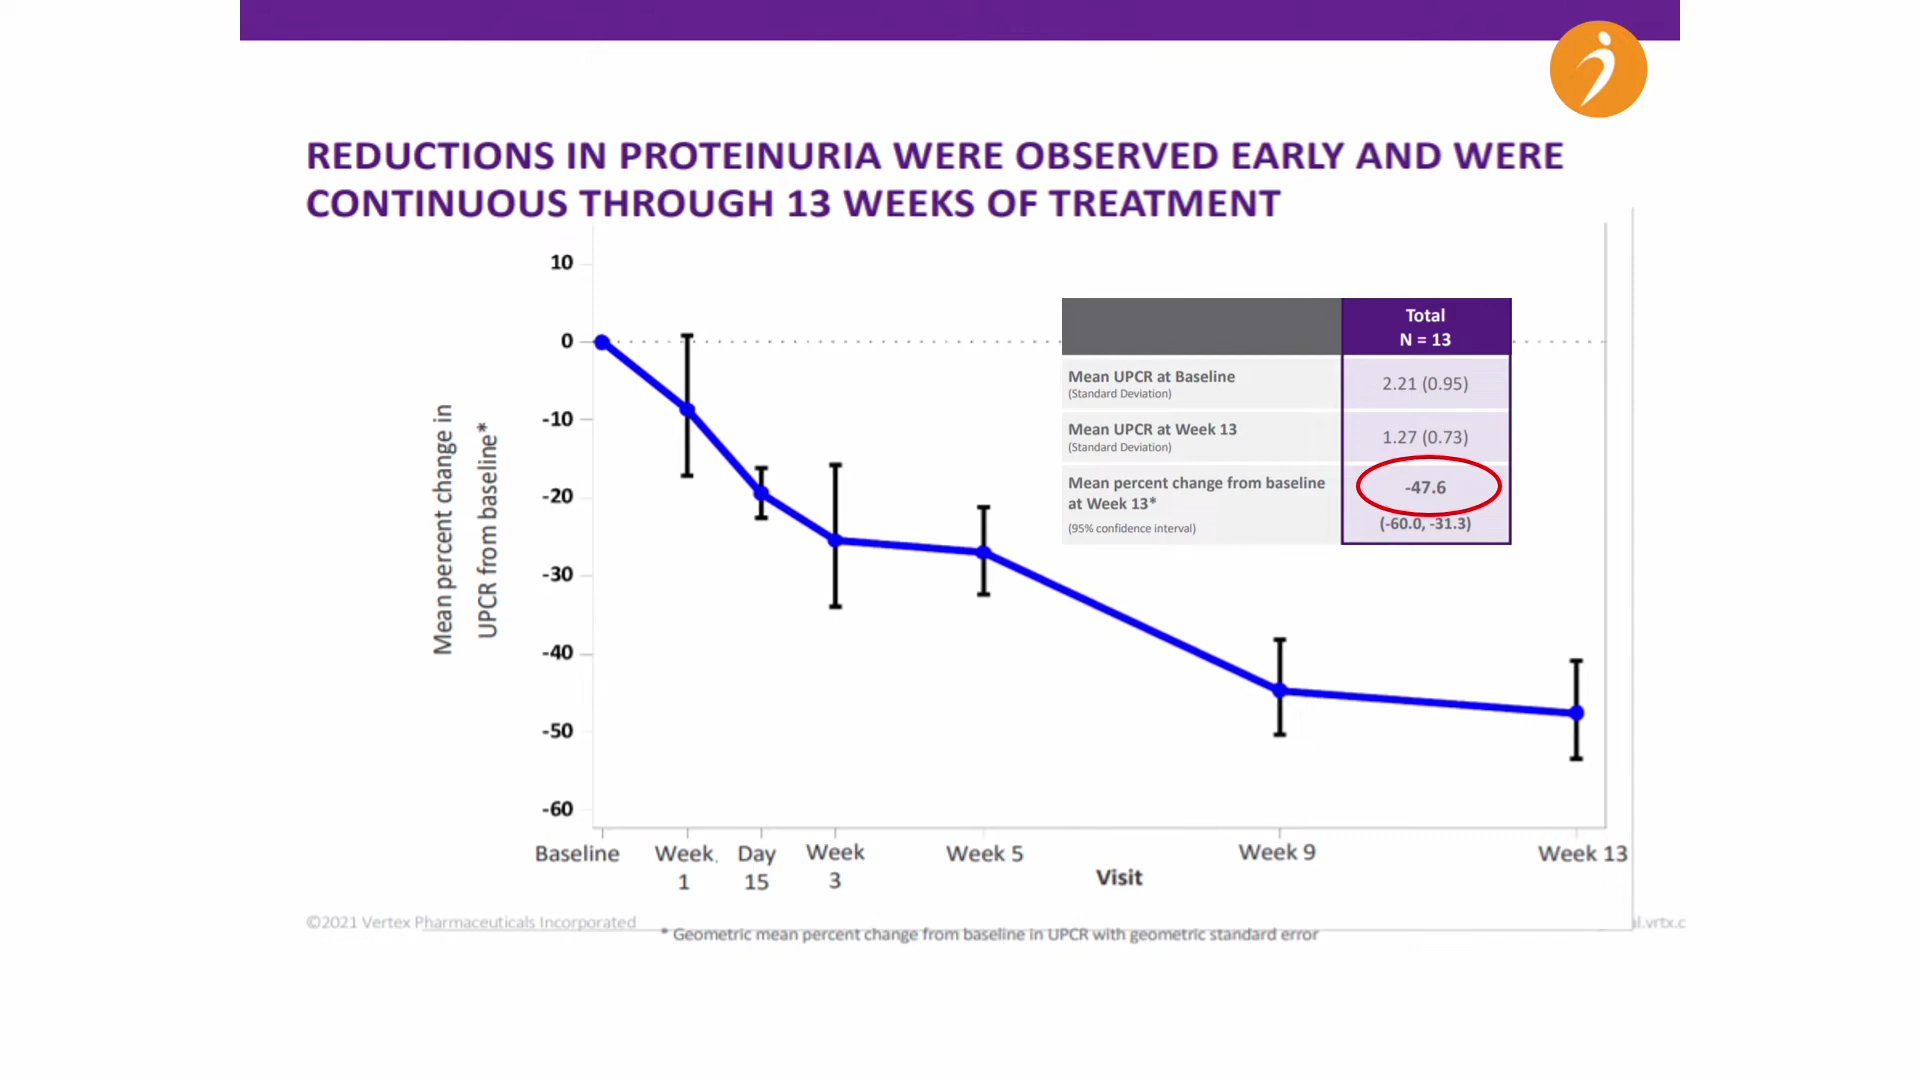 REDUCTIONS IN PROTEINURIA WERE OBSERVED EARLY AND WERE
CONTINUOUS THROUGH 13 WEEKS OF TREATMENT
Mean percent change in
UPCR from baseline*
10
0
-10
-20
-30
-40
-50
-60
Total
N = 13
Mean UPCR at Baseline
(Standard Deviation)
2.21 (0.95)
Mean UPCR at Week 13
(Standard Deviation)
1.27 (0.73)
Mean percent change from baseline
at Week 13*
(95% confidence interval)
-47.6
(-60.0, -31.3)
Baseline
Week
1
Day
15
Week
3
Week 5
Week 9
Week 13
Visit
©2021 Vertex Pharmaceuticals Incorporated
* Geometric mean percent change from baseline in UPCR with geometric standard error